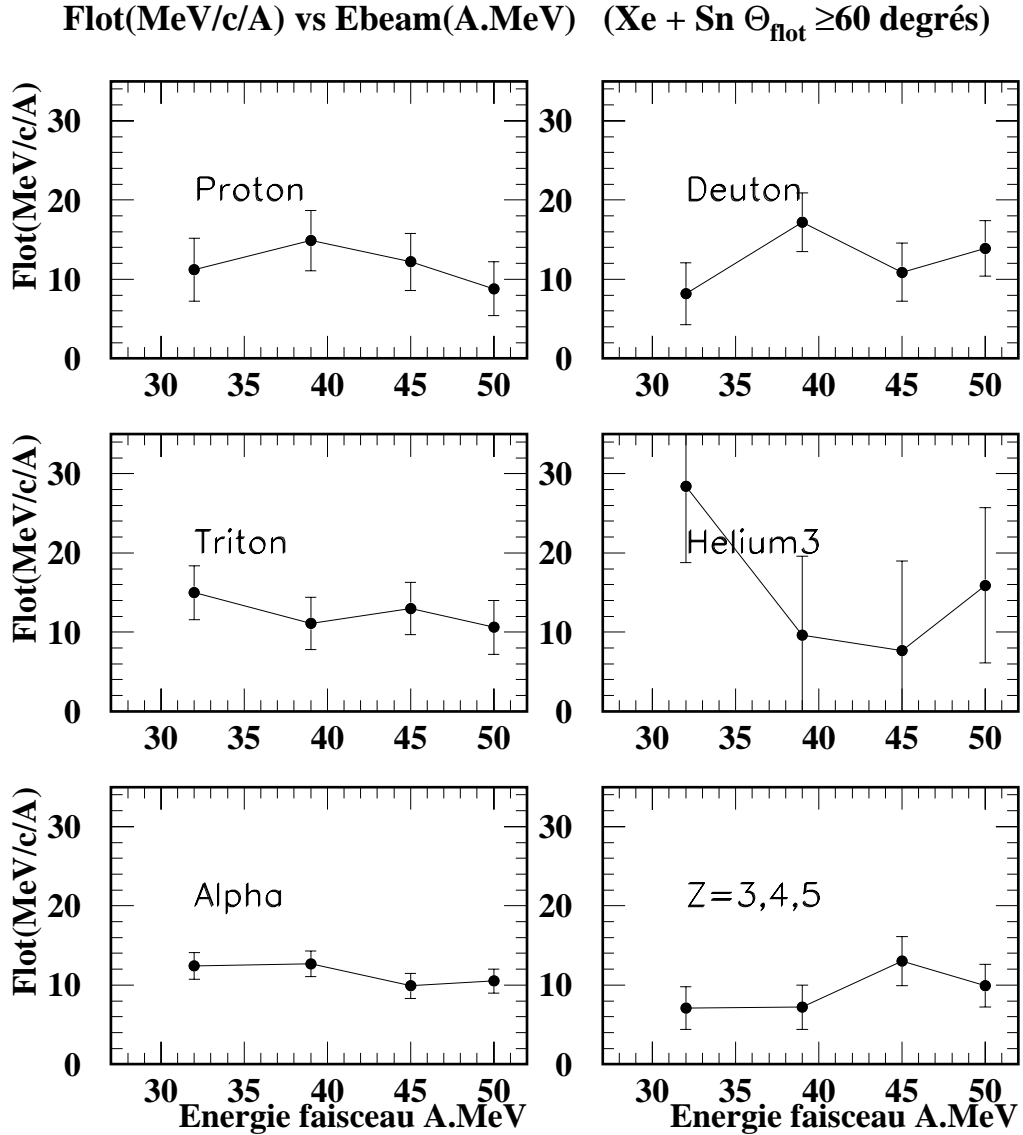 Flot(MeV/c/A) vs Ebeam(A.MeV) (Xe + Sn Θflot ≥60 degrés)
Flot(MeV/c/A)
30
20
10
0
Proton
30 35 40 45 50
30
20
10
0
Deuton
30 35 40 45 50
Flot(MeV/c/A)
30
20
10
0
Triton
30 35 40 45 50
30
20
10
0
Helium3
30 35 40 45 50
Flot(MeV/c/A)
30
20
10
0
Alpha
30 35 40 45 50
Energie faisceau A.MeV
30
20
10
0
Z=3,4,5
30 35 40 45 50
Energie faisceau A.MeV